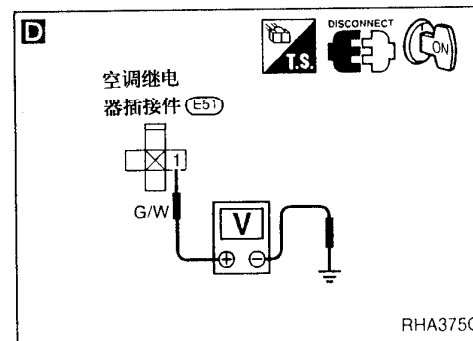 D
DISCONNECT
T.S.
ON
空调继电
器插接件 E51
1
G/W
V
+ −
RHA375C